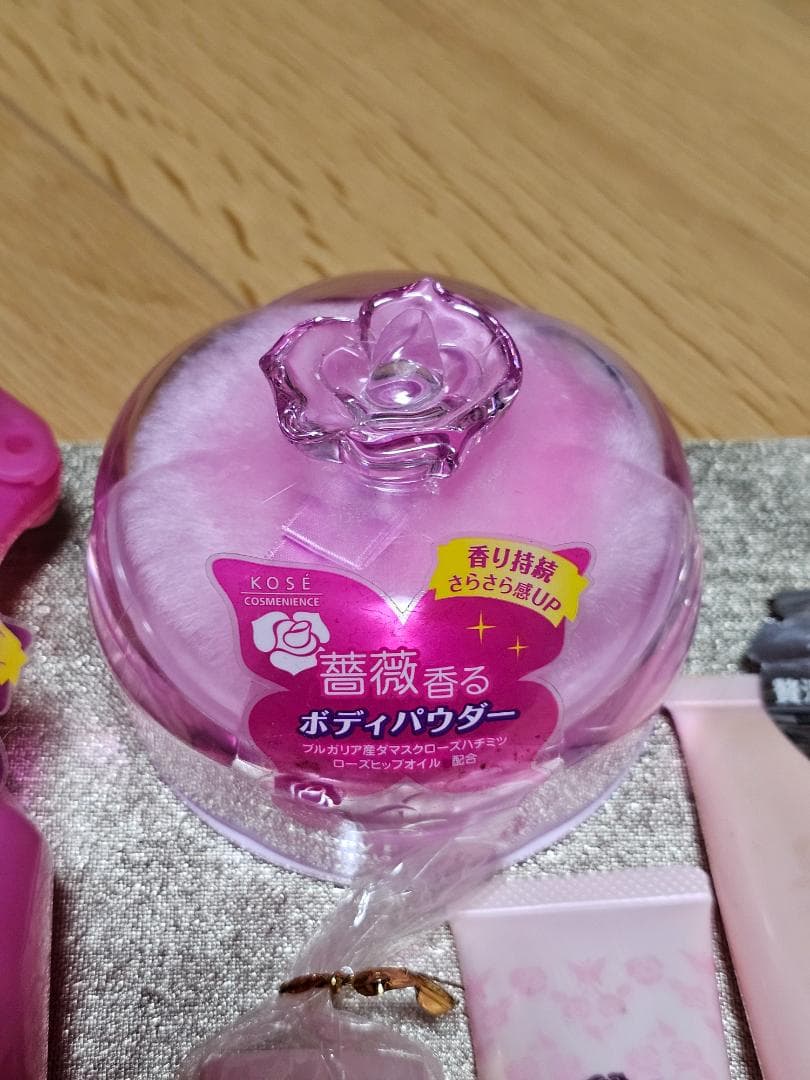 KOSÉ
COSMENIENCE
香り持続
さらさら感UP
薔薇香る
ボディパウダー
ブルガリア産ダマスクローズハチミツ
ローズヒップオイル 配合